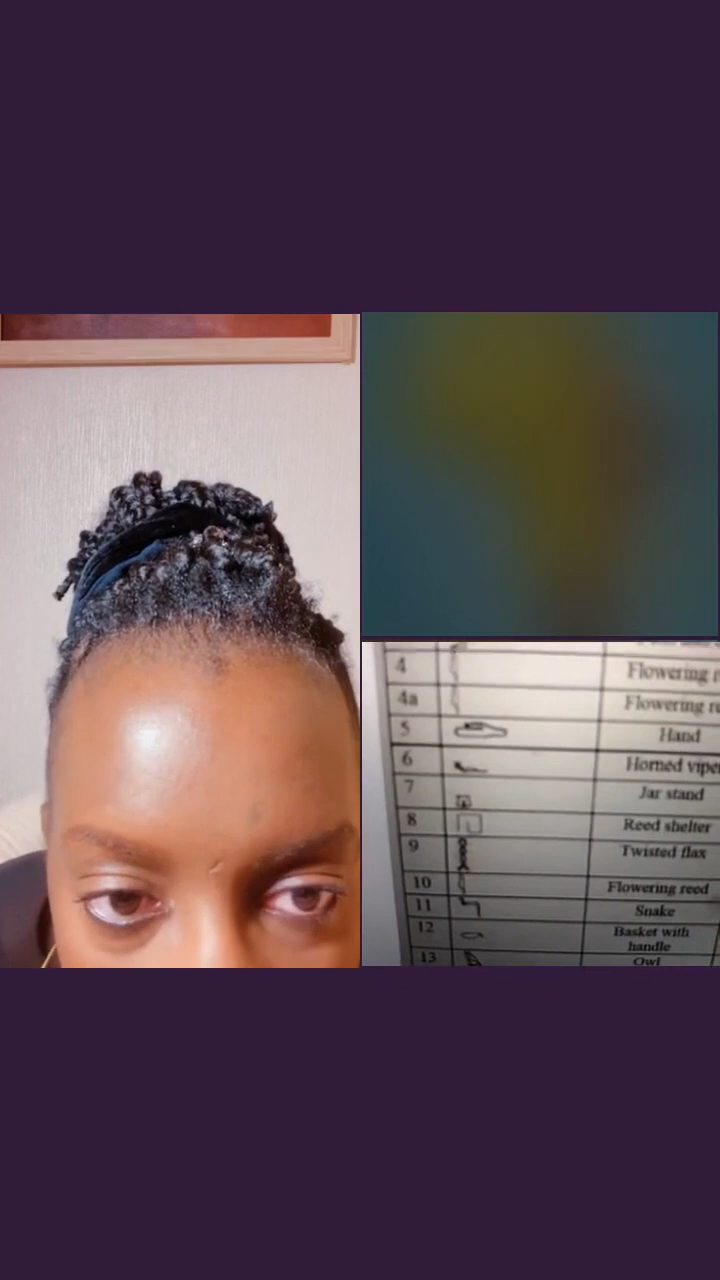 4 Flowering
4a Flowering
5 Hand
6 Horned viper
7 Jar stand
8 Reed shelter
9 Twisted flax
10 Flowering reed
11 Snake
12 Basket with
handle
13 Owl